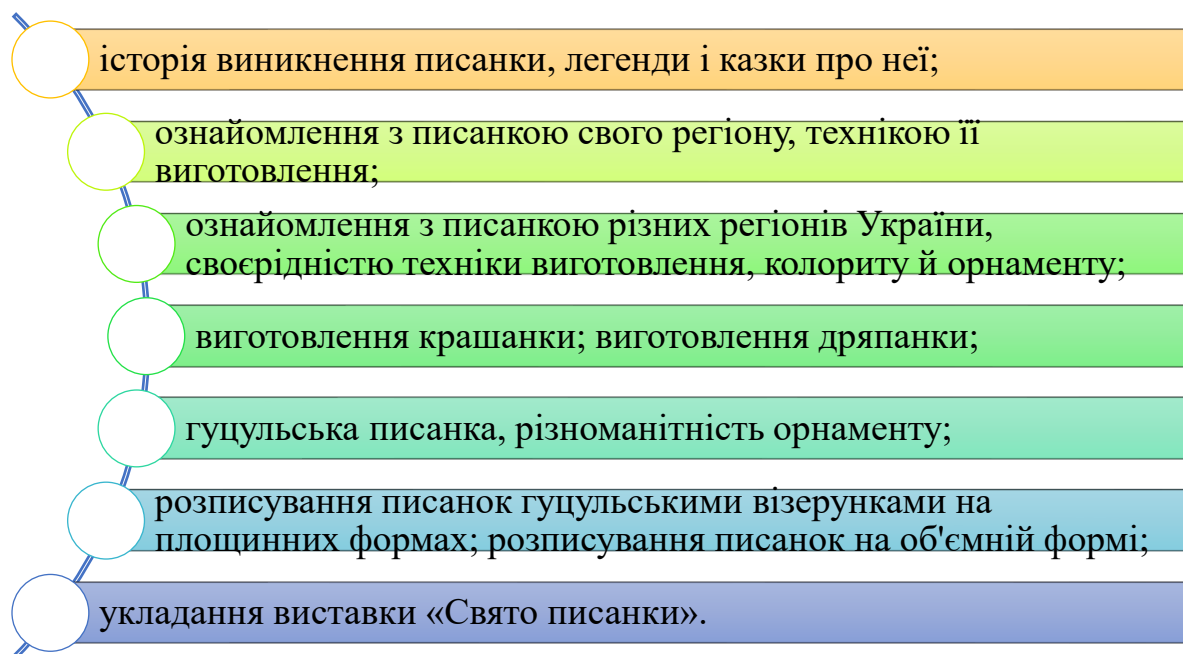 історія виникнення писанки, легенди і казки про неї;
ознайомлення з писанкою свого регіону, технікою її
виготовлення;
ознайомлення з писанкою різних регіонів України,
своєрідністю техніки виготовлення, колориту й орнаменту;
виготовлення крашанки; виготовлення дряпанки;
гуцульська писанка, різноманітність орнаменту;
розписування писанок гуцульськими візерунками на
площинних формах; розписування писанок на об'ємній формі;
укладання виставки «Свято писанки».